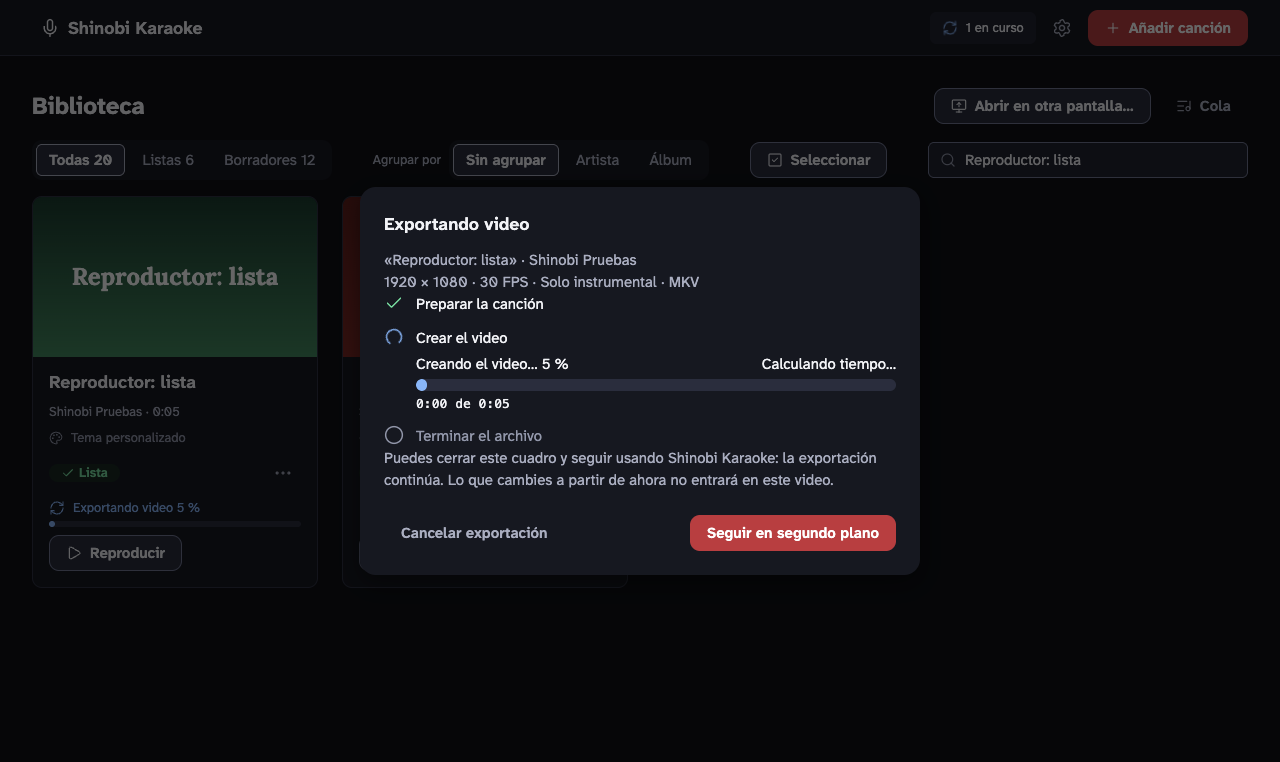 Shinobi Karaoke
1 en curso
Añadir canción
Biblioteca
Abrir en otra pantalla...
Cola
Todas 20
Listas 6
Borradores 12
Agrupar por
Sin agrupar
Artista
Álbum
Seleccionar
Reproductor: lista
Reproductor: lista
Reproductor: lista
Shinobi Pruebas · 0:05
Tema personalizado
Lista
Exportando video 5 %
Reproducir
Exportando video
«Reproductor: lista» · Shinobi Pruebas
1920 × 1080 · 30 FPS · Solo instrumental · MKV
Preparar la canción
Crear el video
Creando el video... 5 %
Calculando tiempo...
0:00 de 0:05
Terminar el archivo
Puedes cerrar este cuadro y seguir usando Shinobi Karaoke: la exportación
continúa. Lo que cambies a partir de ahora no entrará en este video.
Cancelar exportación
Seguir en segundo plano